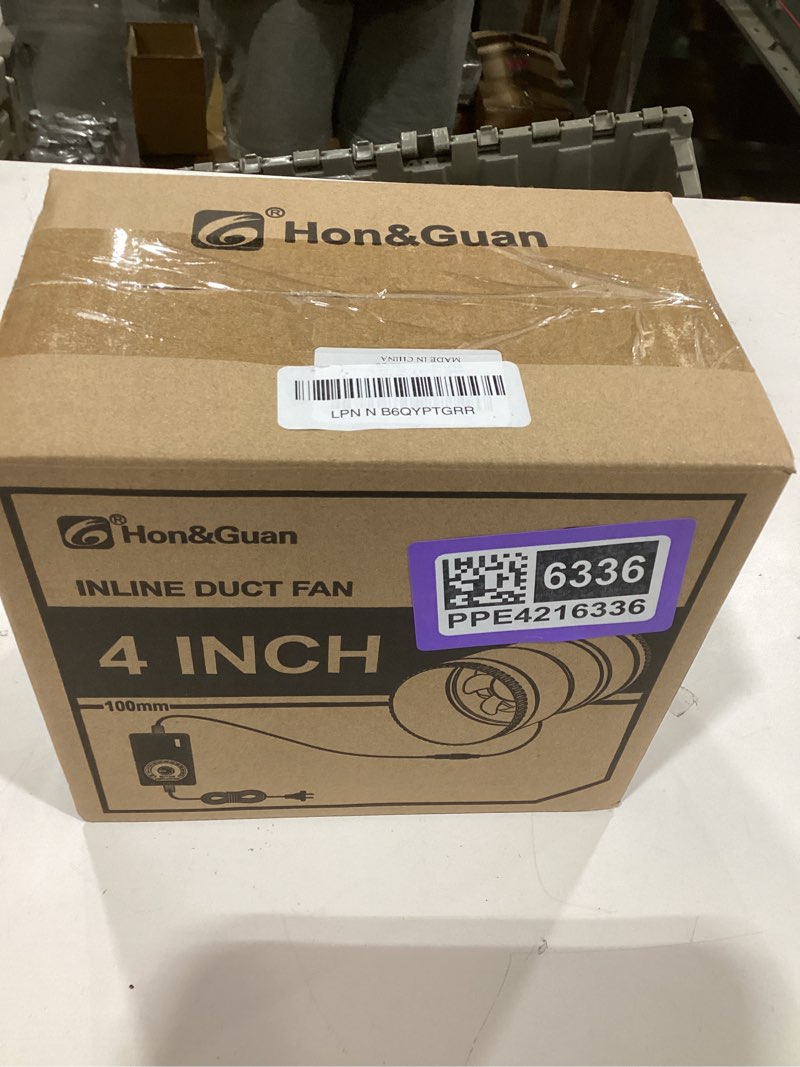 ® Hon&Guan
MADE IN CHINA
LPN N B6QYPTGRR
® Hon&Guan
INLINE DUCT FAN
4 INCH
100mm
6336
PPE4216336